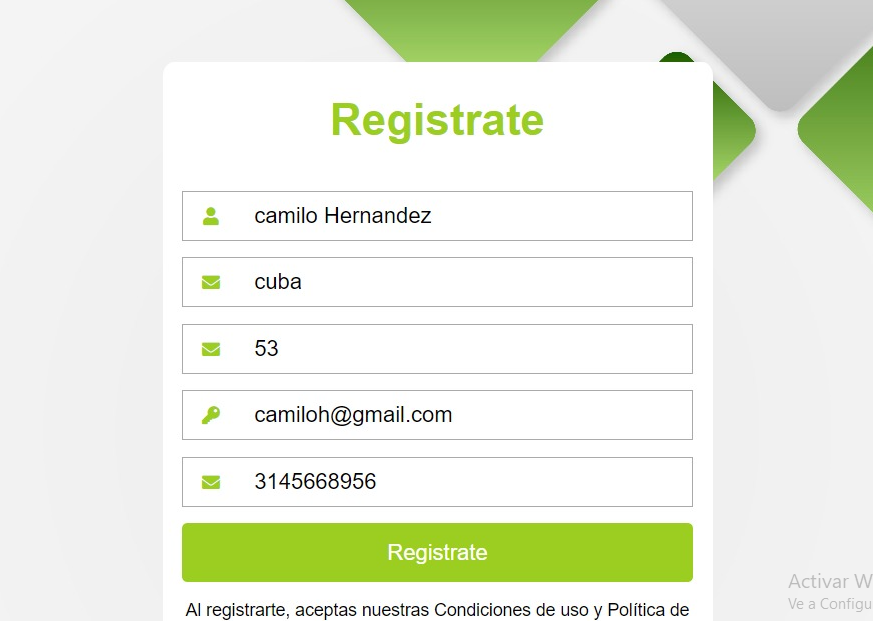 Registrate
camilo Hernandez
cuba
53
camiloh@gmail.com
3145668956
Registrate
Al registrarte, aceptas nuestras Condiciones de uso y Política de
Activar W
Ve a Configu